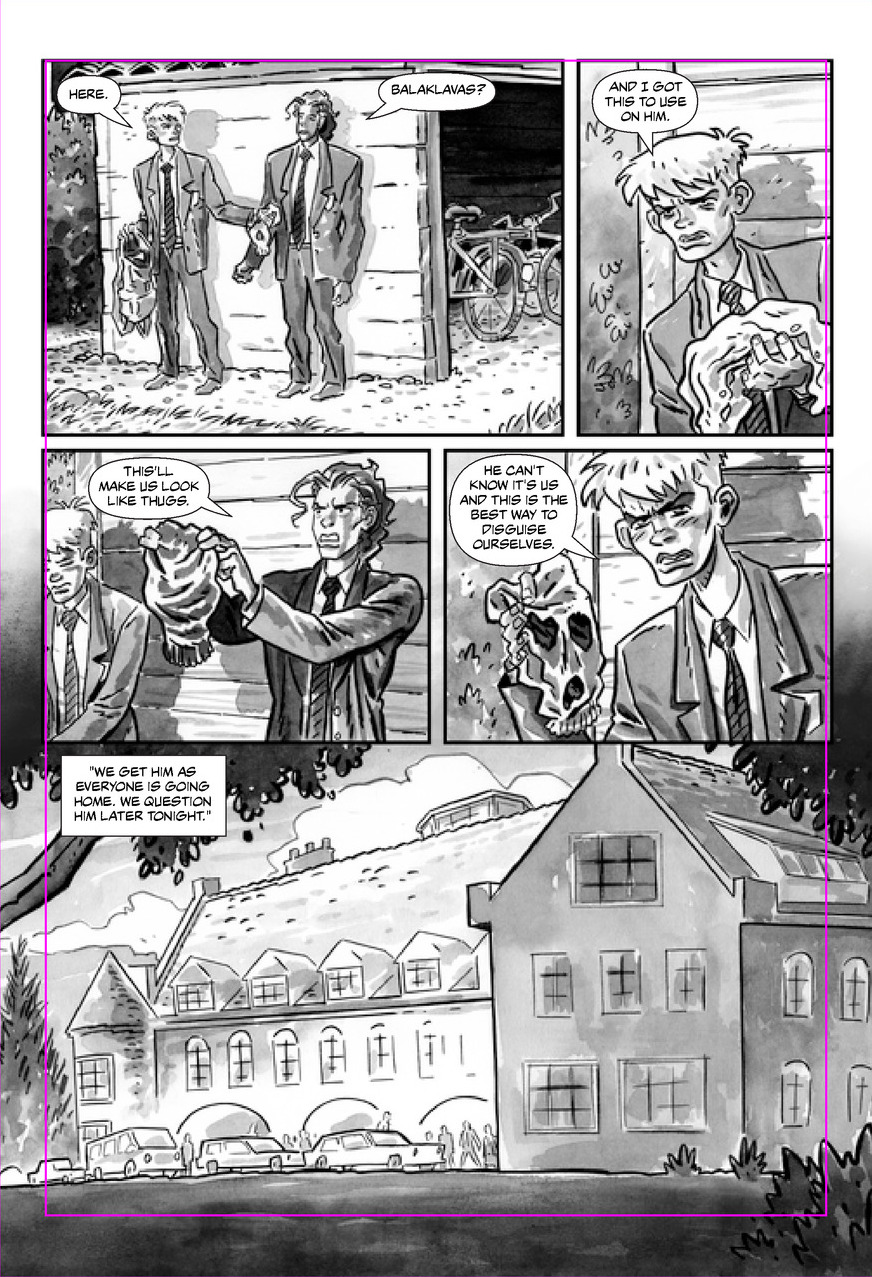 HERE.
BALAKLAVAS?
AND I GOT
THIS TO USE
ON HIM.
THIS'LL
MAKE US LOOK
LIKE THUGS.
HE CAN'T
KNOW IT'S US
AND THIS IS THE
BEST WAY TO
DISGUISE
OURSELVES.
"WE GET HIM AS
EVERYONE IS GOING
HOME. WE QUESTION
HIM LATER TONIGHT."